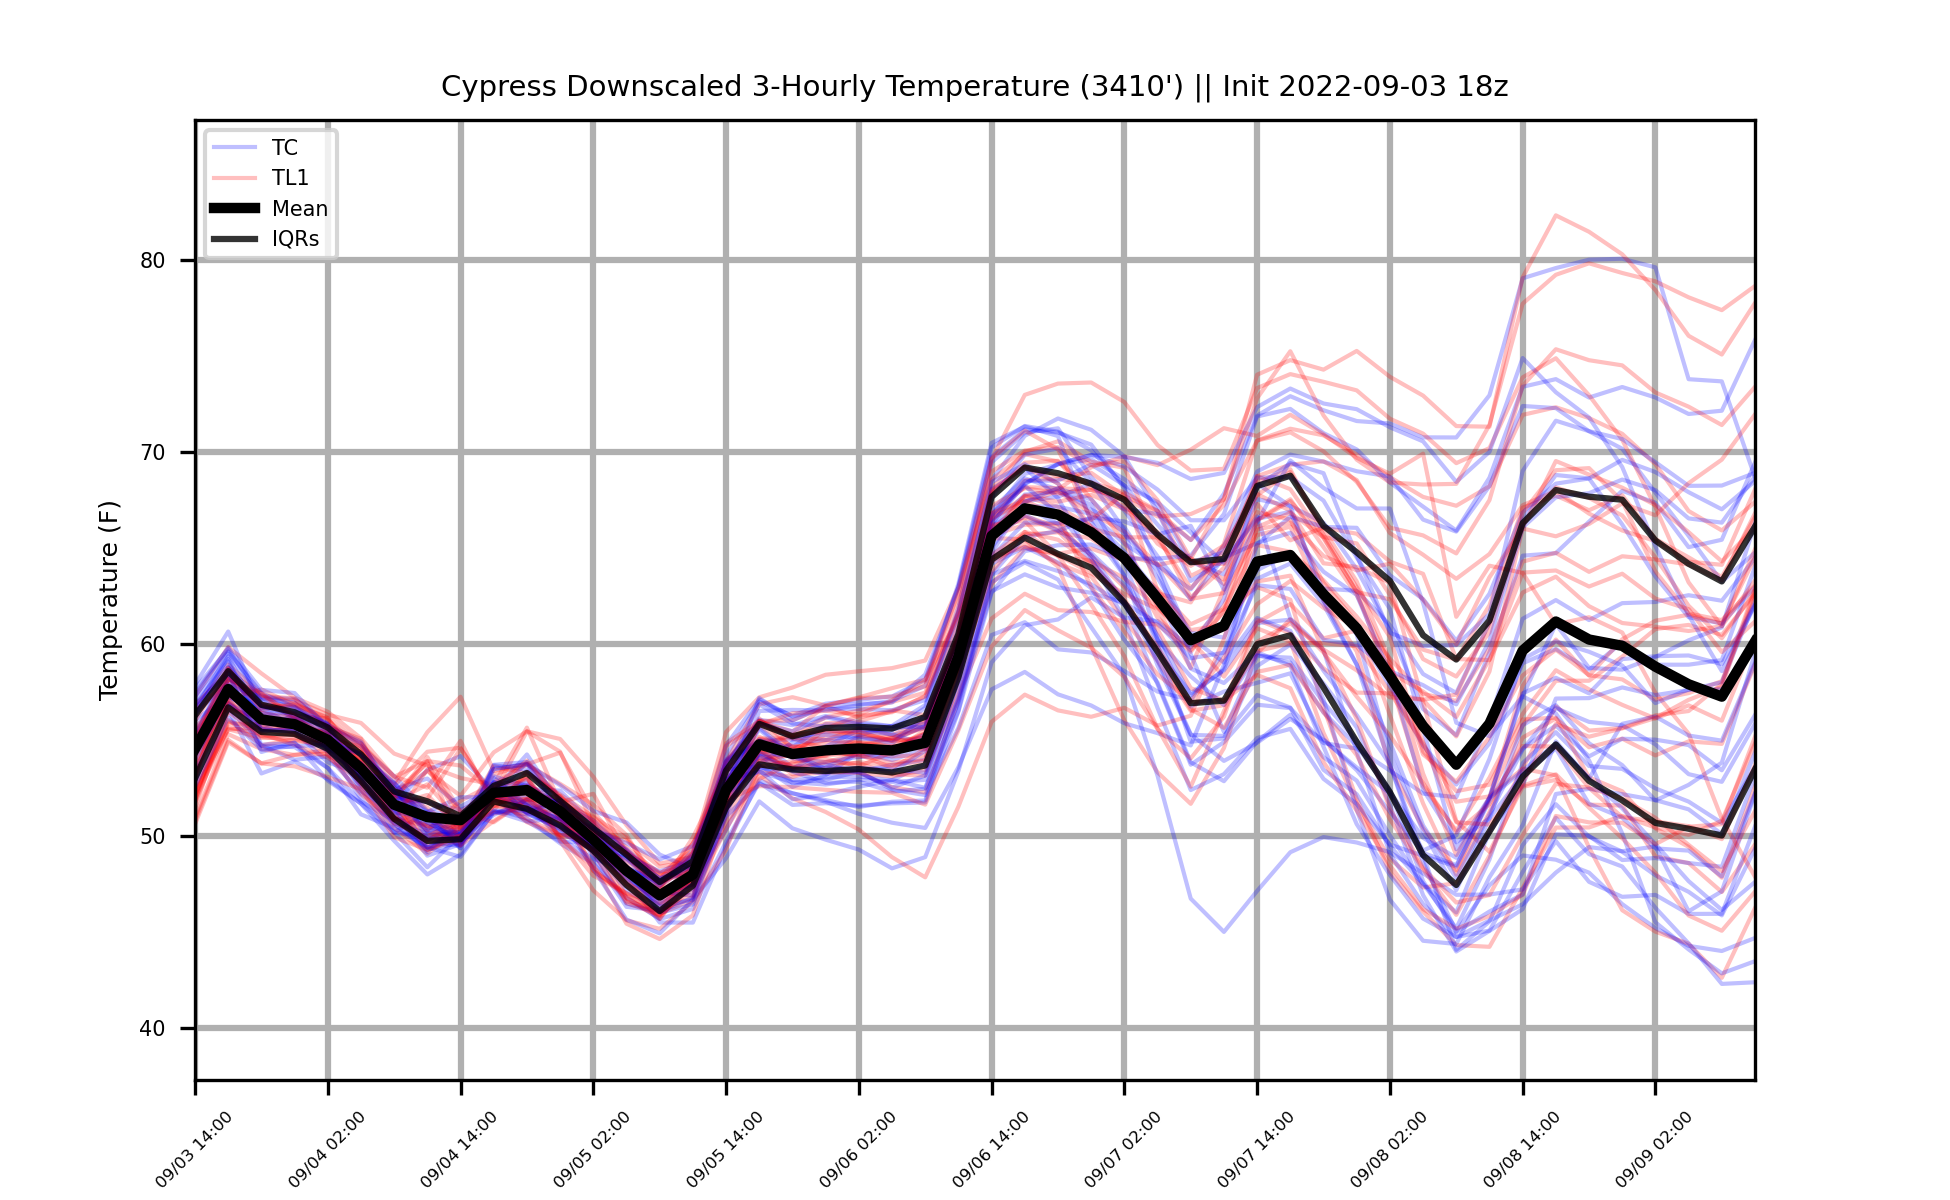 Cypress Downscaled 3-Hourly Temperature (3410') || Init 2022-09-03 18z
TC
TL1
Mean
IQRs
Temperature (F)
80
70
60
50
40
09/03 14:00
09/04 02:00
09/04 14:00
09/05 02:00
09/05 14:00
09/06 02:00
09/06 14:00
09/07 02:00
09/07 14:00
09/08 02:00
09/08 14:00
09/09 02:00